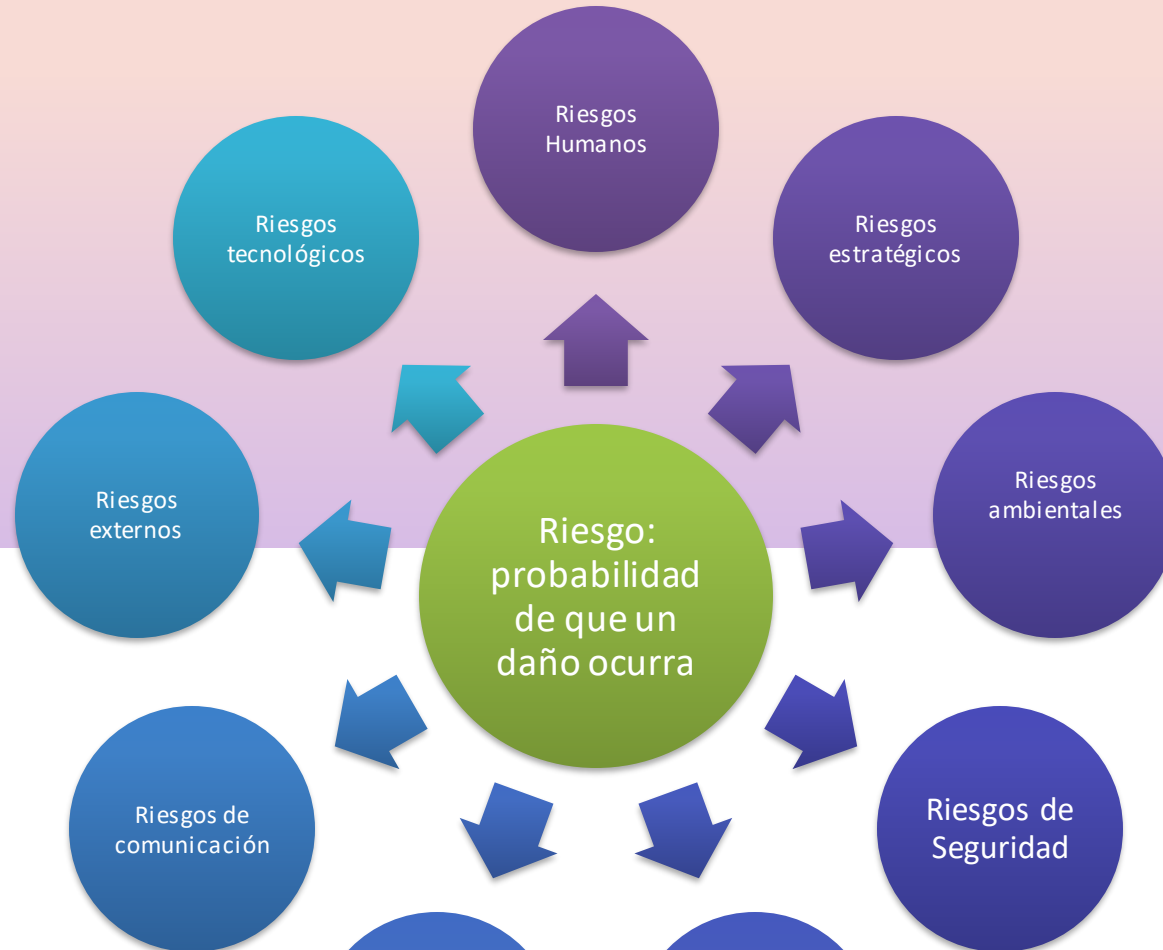 Riesgos
Humanos
Riesgos
tecnológicos
Riesgos
estratégicos
Riesgos
externos
Riesgos
ambientales
Riesgo:
probabilidad
de que un
daño ocurra
Riesgos de
comunicación
Riesgos de
Seguridad